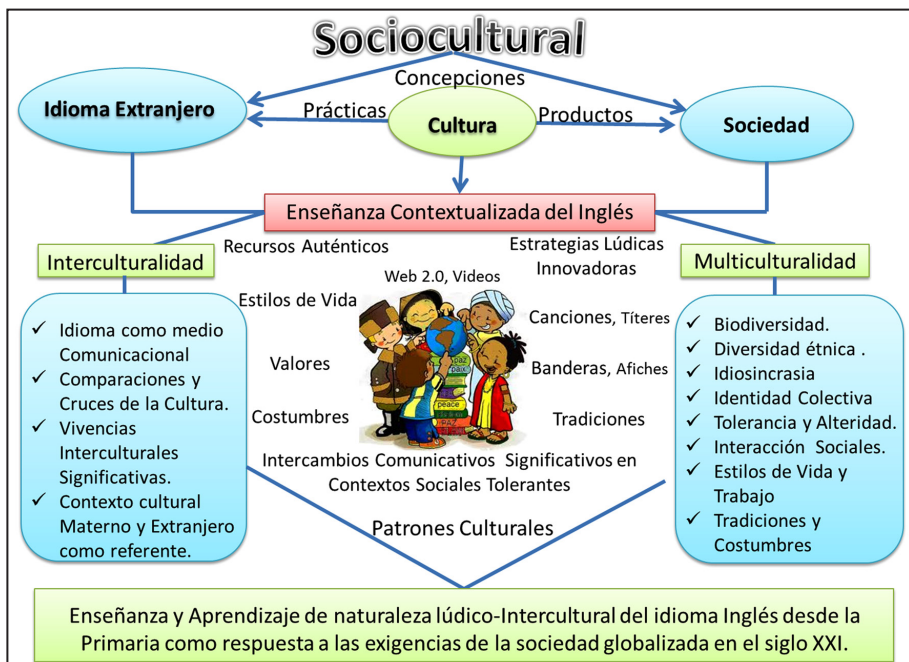 Sociocultural
Concepciones
Idioma Extranjero
Prácticas
Cultura
Productos
Sociedad
Enseñanza Contextualizada del Inglés
Interculturalidad
Recursos Auténticos
Estrategias Lúdicas
Innovadoras
Multiculturalidad
Web 2.0, Videos
Estilos de Vida
Canciones, Títeres
Valores
Banderas, Afiches
Costumbres
Tradiciones
✓ Idioma como medio
Comunicacional
✓ Comparaciones y
Cruces de la Cultura.
✓ Vivencias
Interculturales
Significativas.
✓ Contexto cultural
Materno y Extranjero
como referente.
paz
paix
peace
PAZ
Intercambios Comunicativos Significativos en
Contextos Sociales Tolerantes
Patrones Culturales
✓ Biodiversidad.
✓ Diversidad étnica .
✓ Idiosincrasia
✓ Identidad Colectiva
✓ Tolerancia y Alteridad.
✓ Interacción Sociales.
✓ Estilos de Vida y
Trabajo
✓ Tradiciones y
Costumbres
Enseñanza y Aprendizaje de naturaleza lúdico-Intercultural del idioma Inglés desde la
Primaria como respuesta a las exigencias de la sociedad globalizada en el siglo XXI.